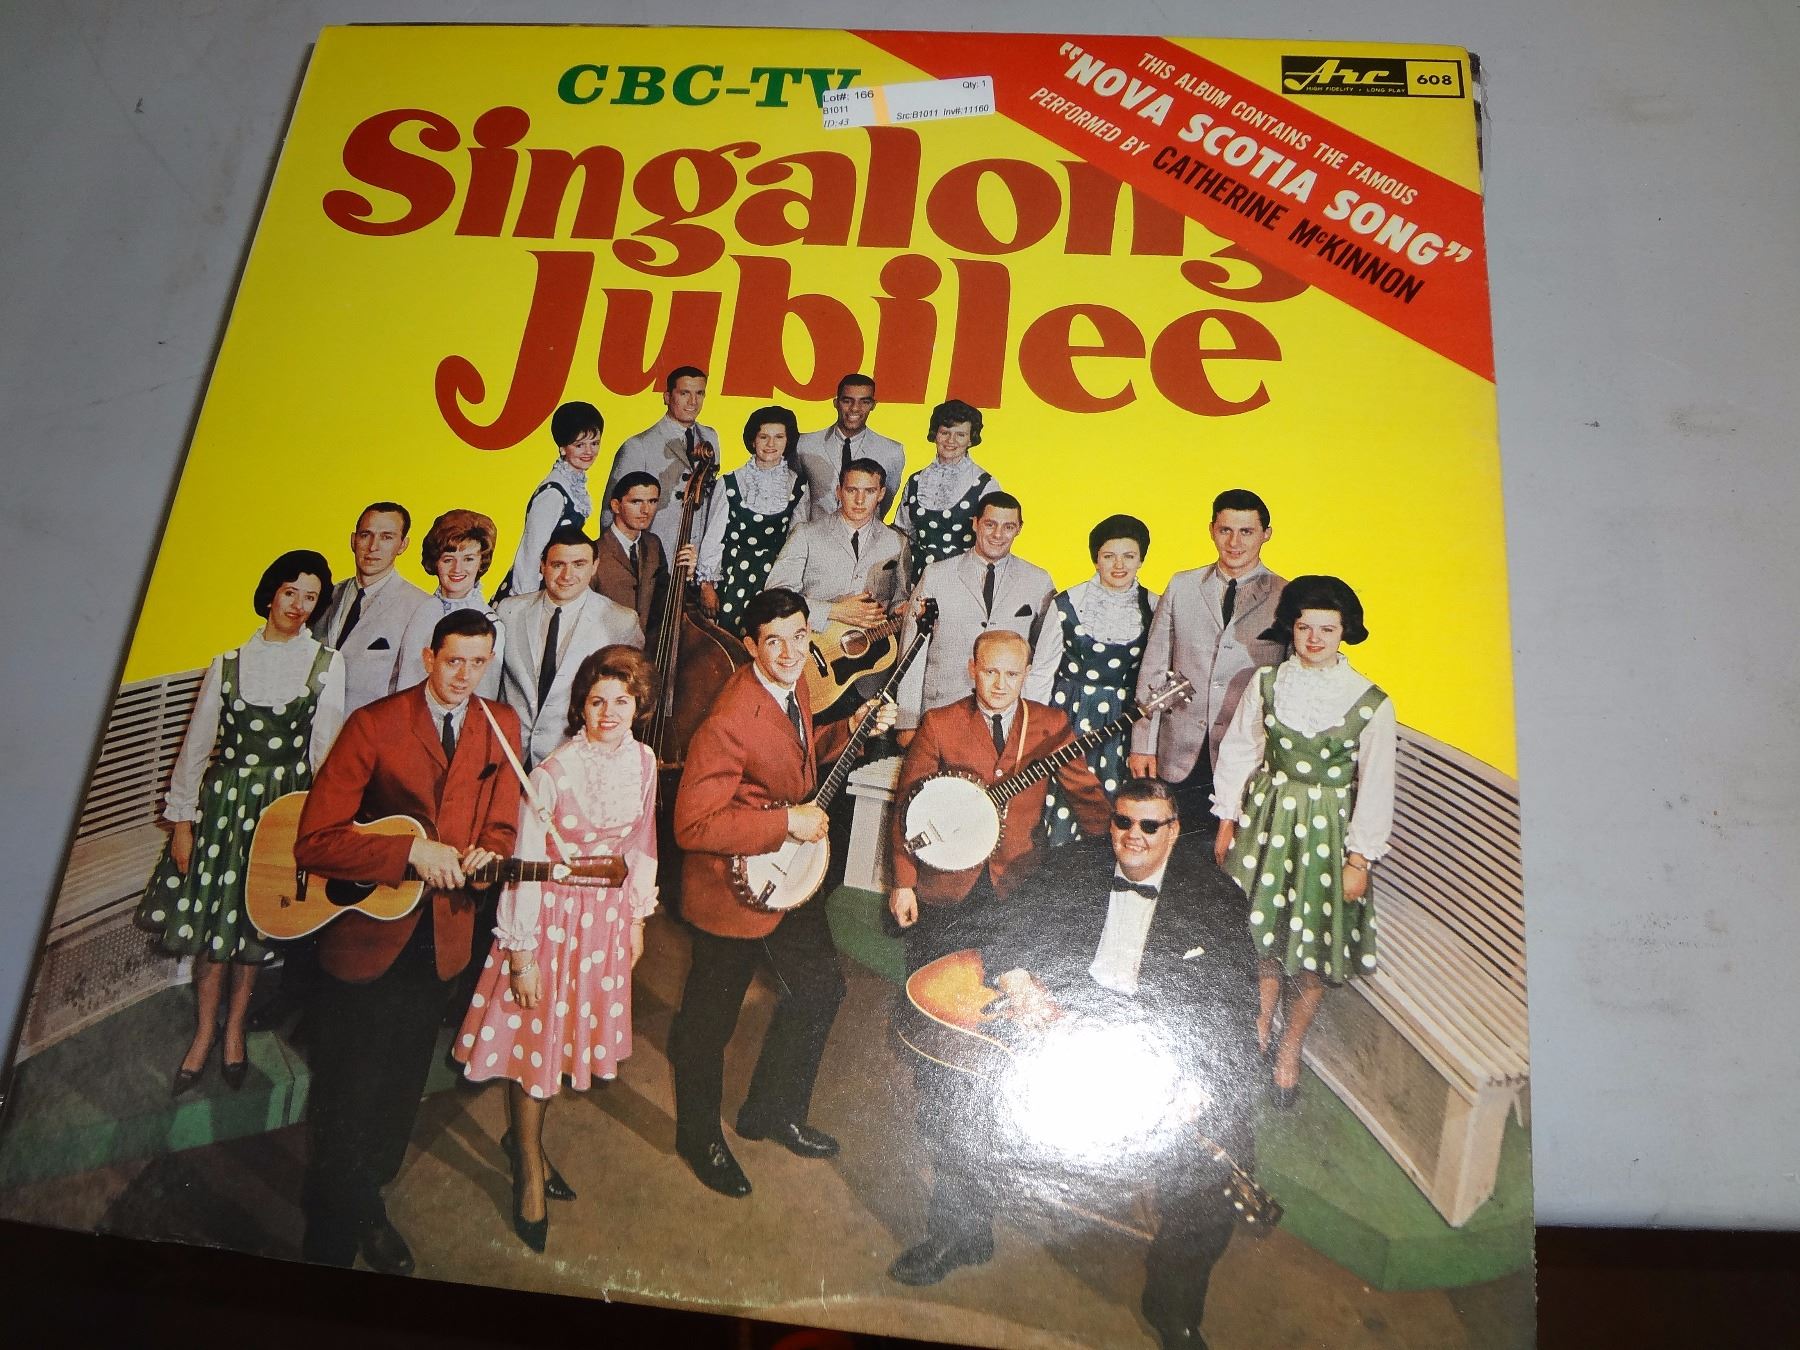 CBC-TV
Singalong
Jubilee
Lot#: 166
Qty: 1
B1011
Src:B1011 Inv#:11160
ID:43
THIS ALBUM CONTAINS THE FAMOUS
"NOVA SCOTIA SONG"
PERFORMED BY CATHERINE McKINNON
Arc
608
HIGH FIDELITY • LONG PLAY